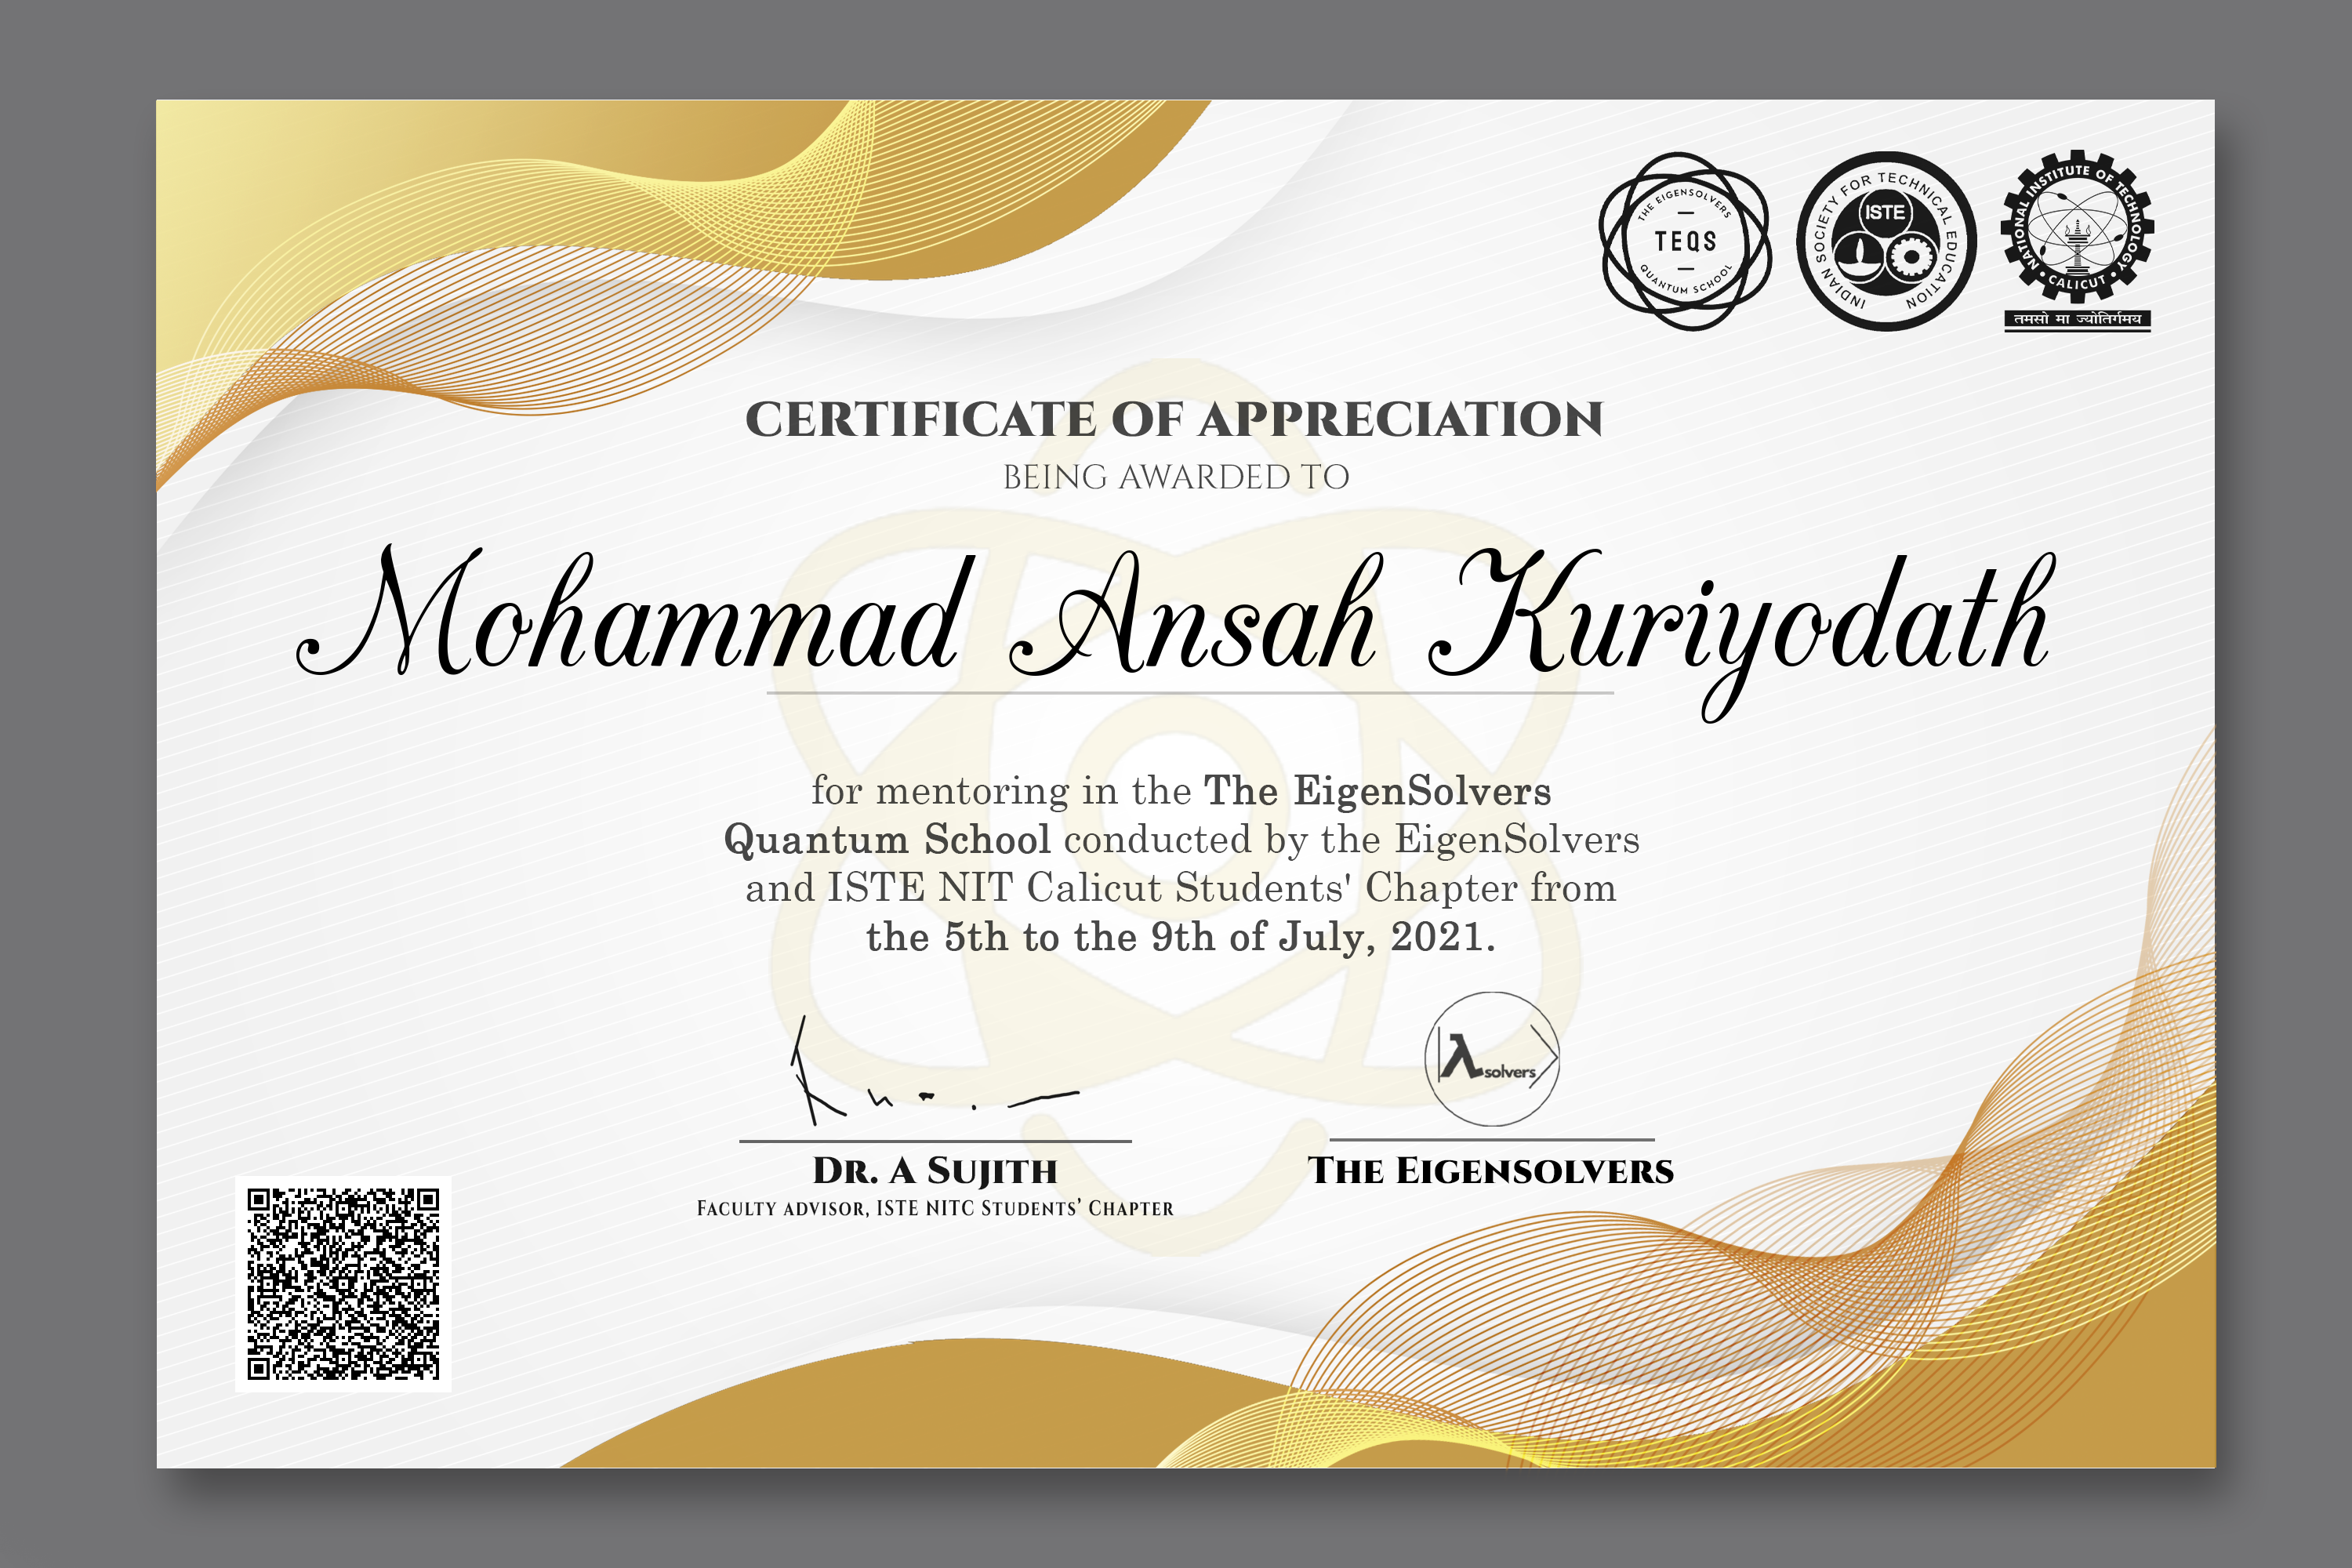 THE EIGENSOLVERS
TEQS
QUANTUM SCHOOL
INDIAN SOCIETY FOR TECHNICAL EDUCATION
ISTE
NATIONAL INSTITUTE OF TECHNOLOGY
• CALICUT •
तमसो मा ज्योतिर्गमय
CERTIFICATE OF APPRECIATION
BEING AWARDED TO
Mohammad Ansah Kuriyodath
for mentoring in the The EigenSolvers
Quantum School conducted by the EigenSolvers
and ISTE NIT Calicut Students' Chapter from
the 5th to the 9th of July, 2021.
|λsolvers⟩
DR. A SUJITH
FACULTY ADVISOR, ISTE NITC STUDENTS’ CHAPTER
THE EIGENSOLVERS